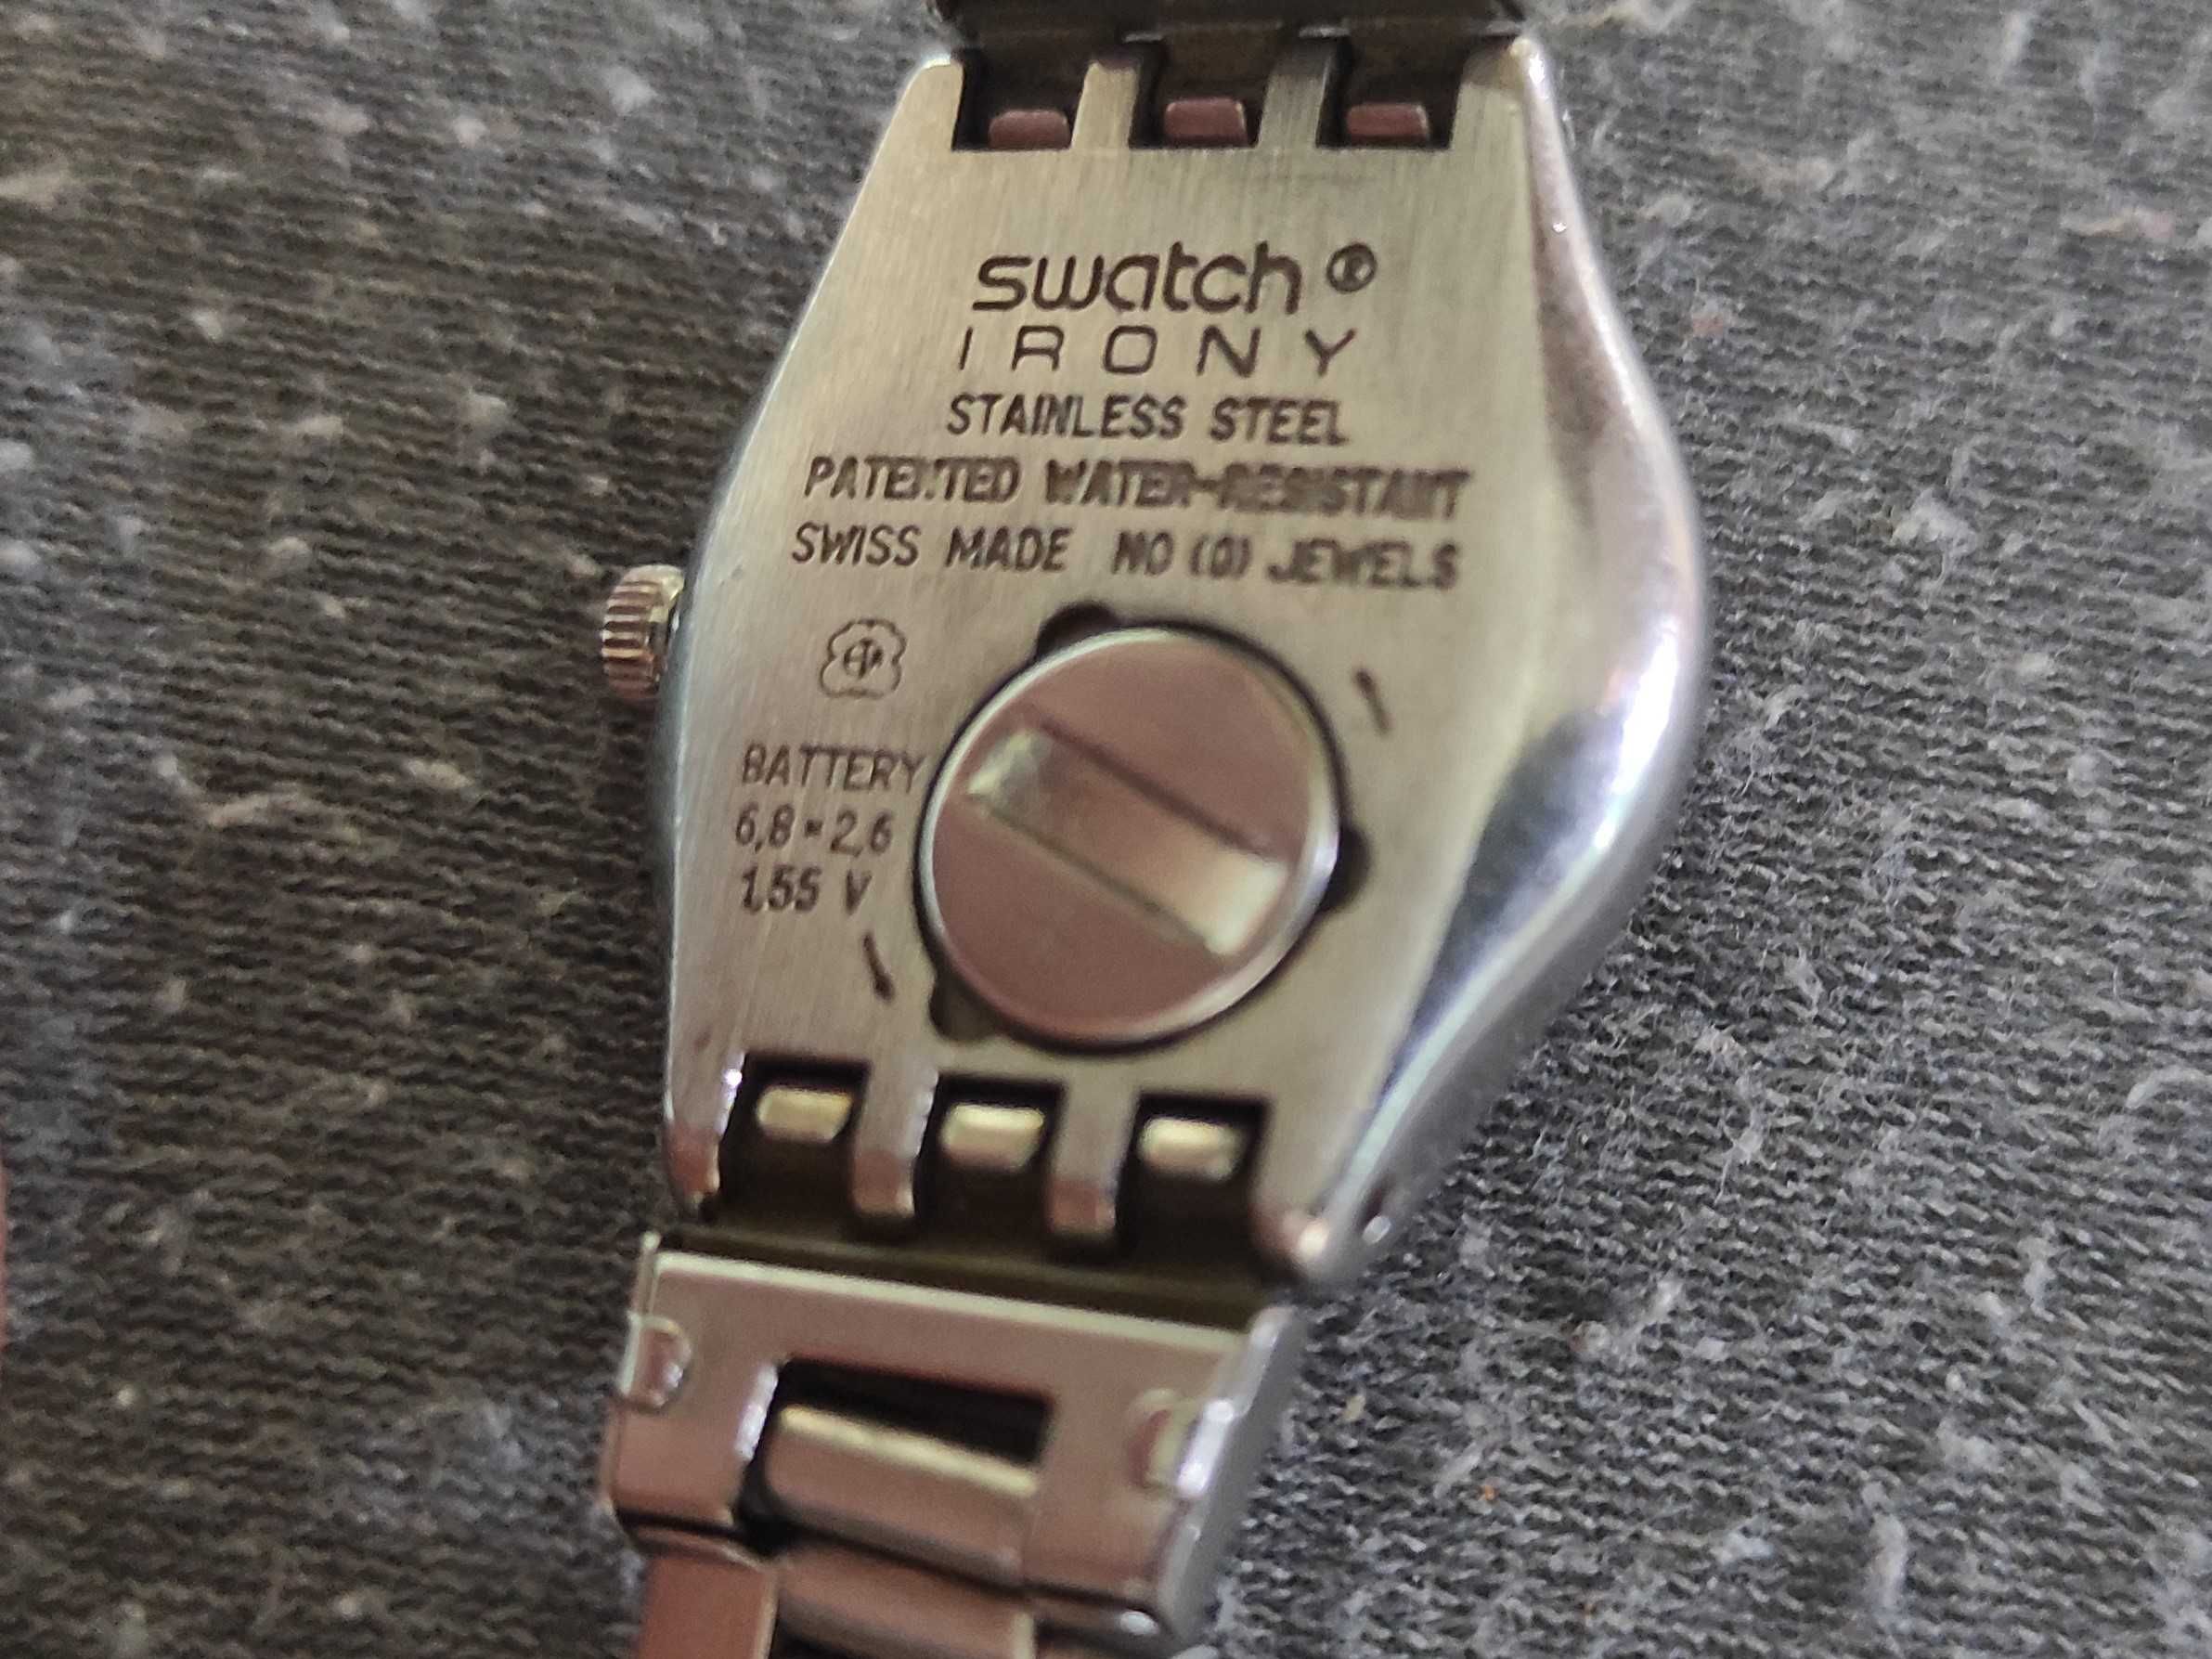 swatch®
IRONY
STAINLESS STEEL
PATENTED WATER-RESISTANT
SWISS MADE NO (0) JEWELS
BATTERY
6,8×2,6
1.55 V